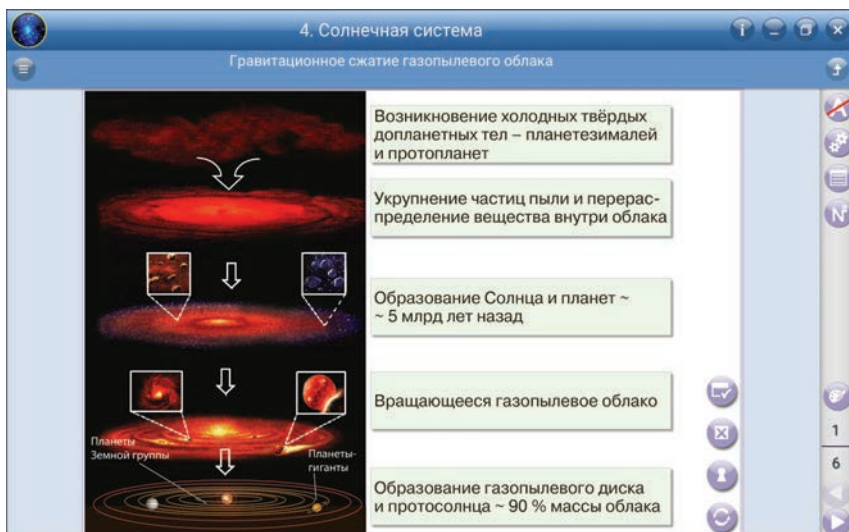 4. Солнечная система
Гравитационное сжатие газопылевого облака
Возникновение холодных твёрдых
допланетных тел – планетезималей
и протопланет
Укрупнение частиц пыли и перерас-
пределение вещества внутри облака
Образование Солнца и планет ~
~ 5 млрд лет назад
Вращающееся газопылевое облако
Образование газопылевого диска
и протосолнца ~ 90 % массы облака
Планеты
Земной группы
Планеты-
гиганты
A
N
1
6